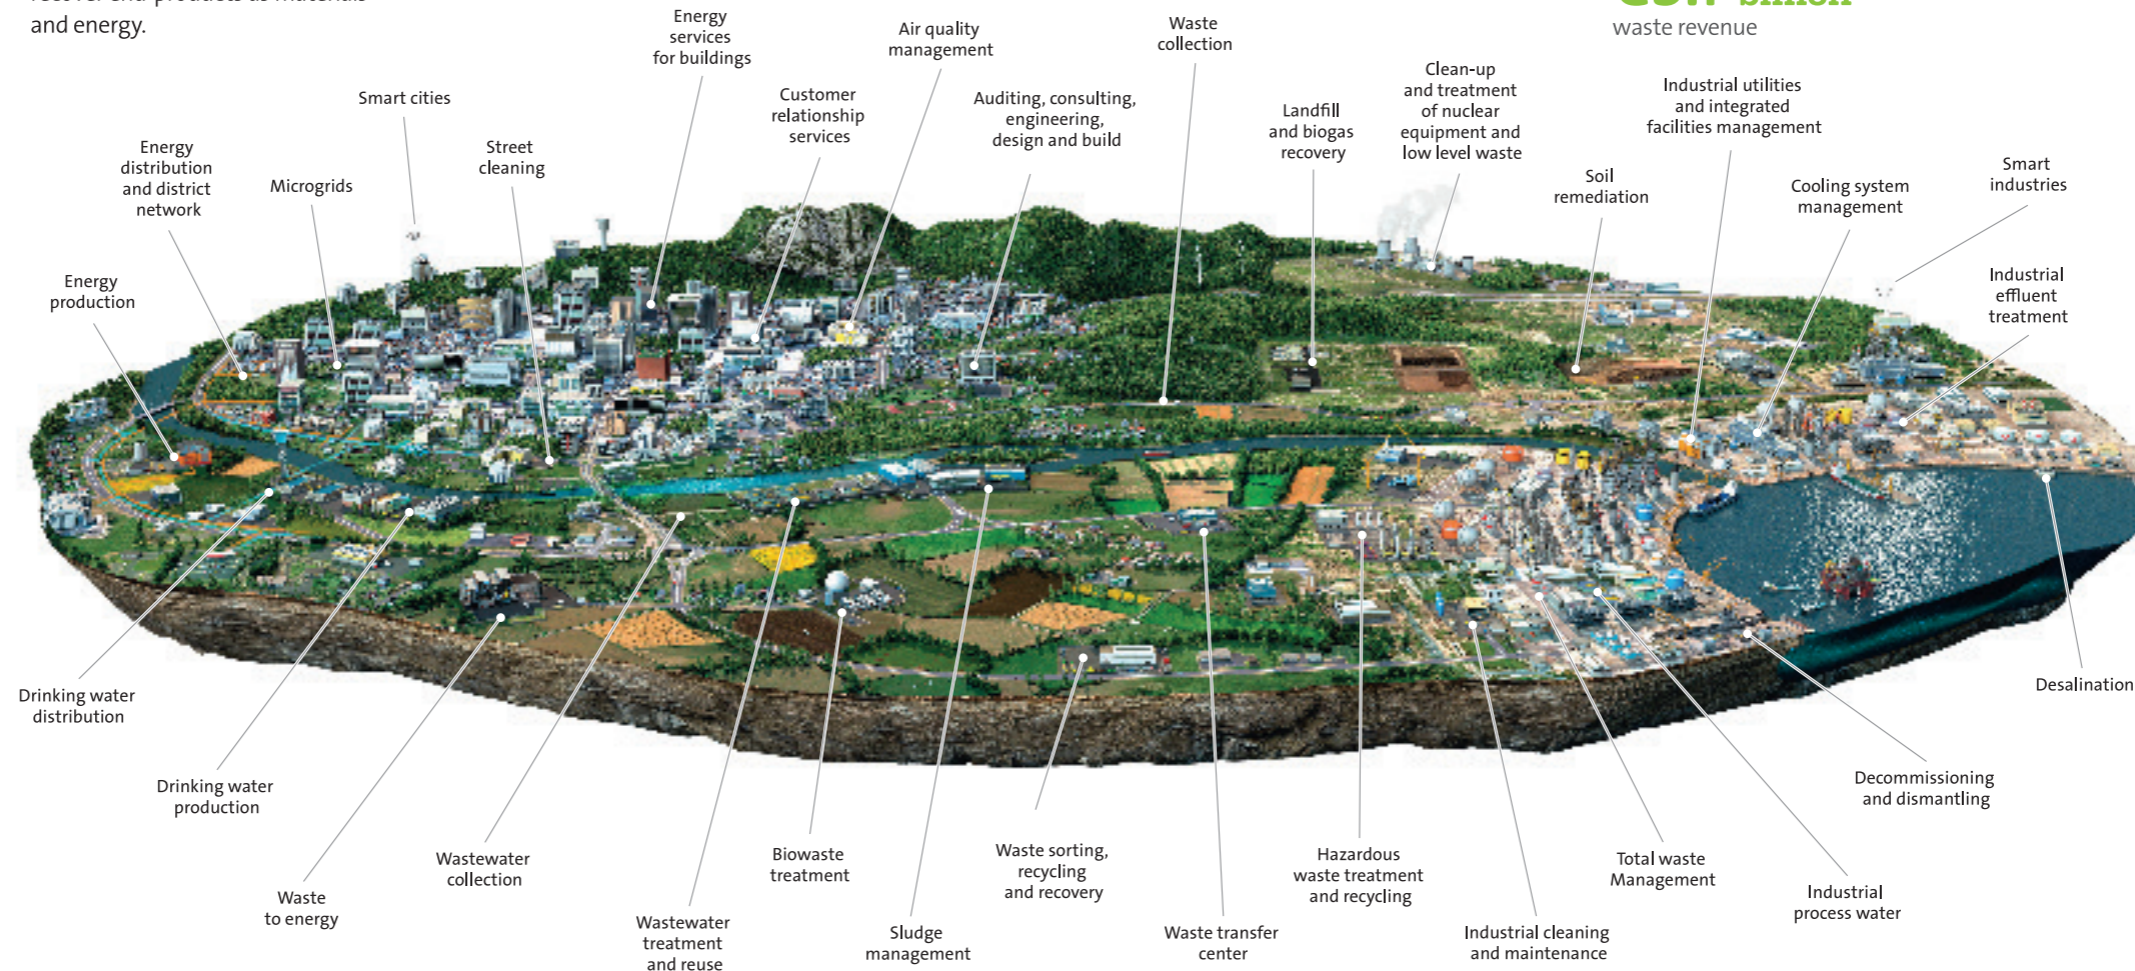 and energy.
billion
waste revenue
Energy
services
for buildings
Air quality
management
Waste
collection
Smart cities
Customer
relationship
services
Auditing, consulting,
engineering,
design and build
Landfill
and biogas
recovery
Clean-up
and treatment
of nuclear
equipment and
low level waste
Industrial utilities
and integrated
facilities management
Energy
distribution
and district
network
Microgrids
Street
cleaning
Soil
remediation
Cooling system
management
Smart
industries
Energy
production
Industrial
effluent
treatment
Drinking water
distribution
Desalination
Drinking water
production
Decommissioning
and dismantling
Waste
to energy
Wastewater
collection
Wastewater
treatment
and reuse
Biowaste
treatment
Sludge
management
Waste sorting,
recycling
and recovery
Waste transfer
center
Hazardous
waste treatment
and recycling
Industrial cleaning
and maintenance
Total waste
Management
Industrial
process water